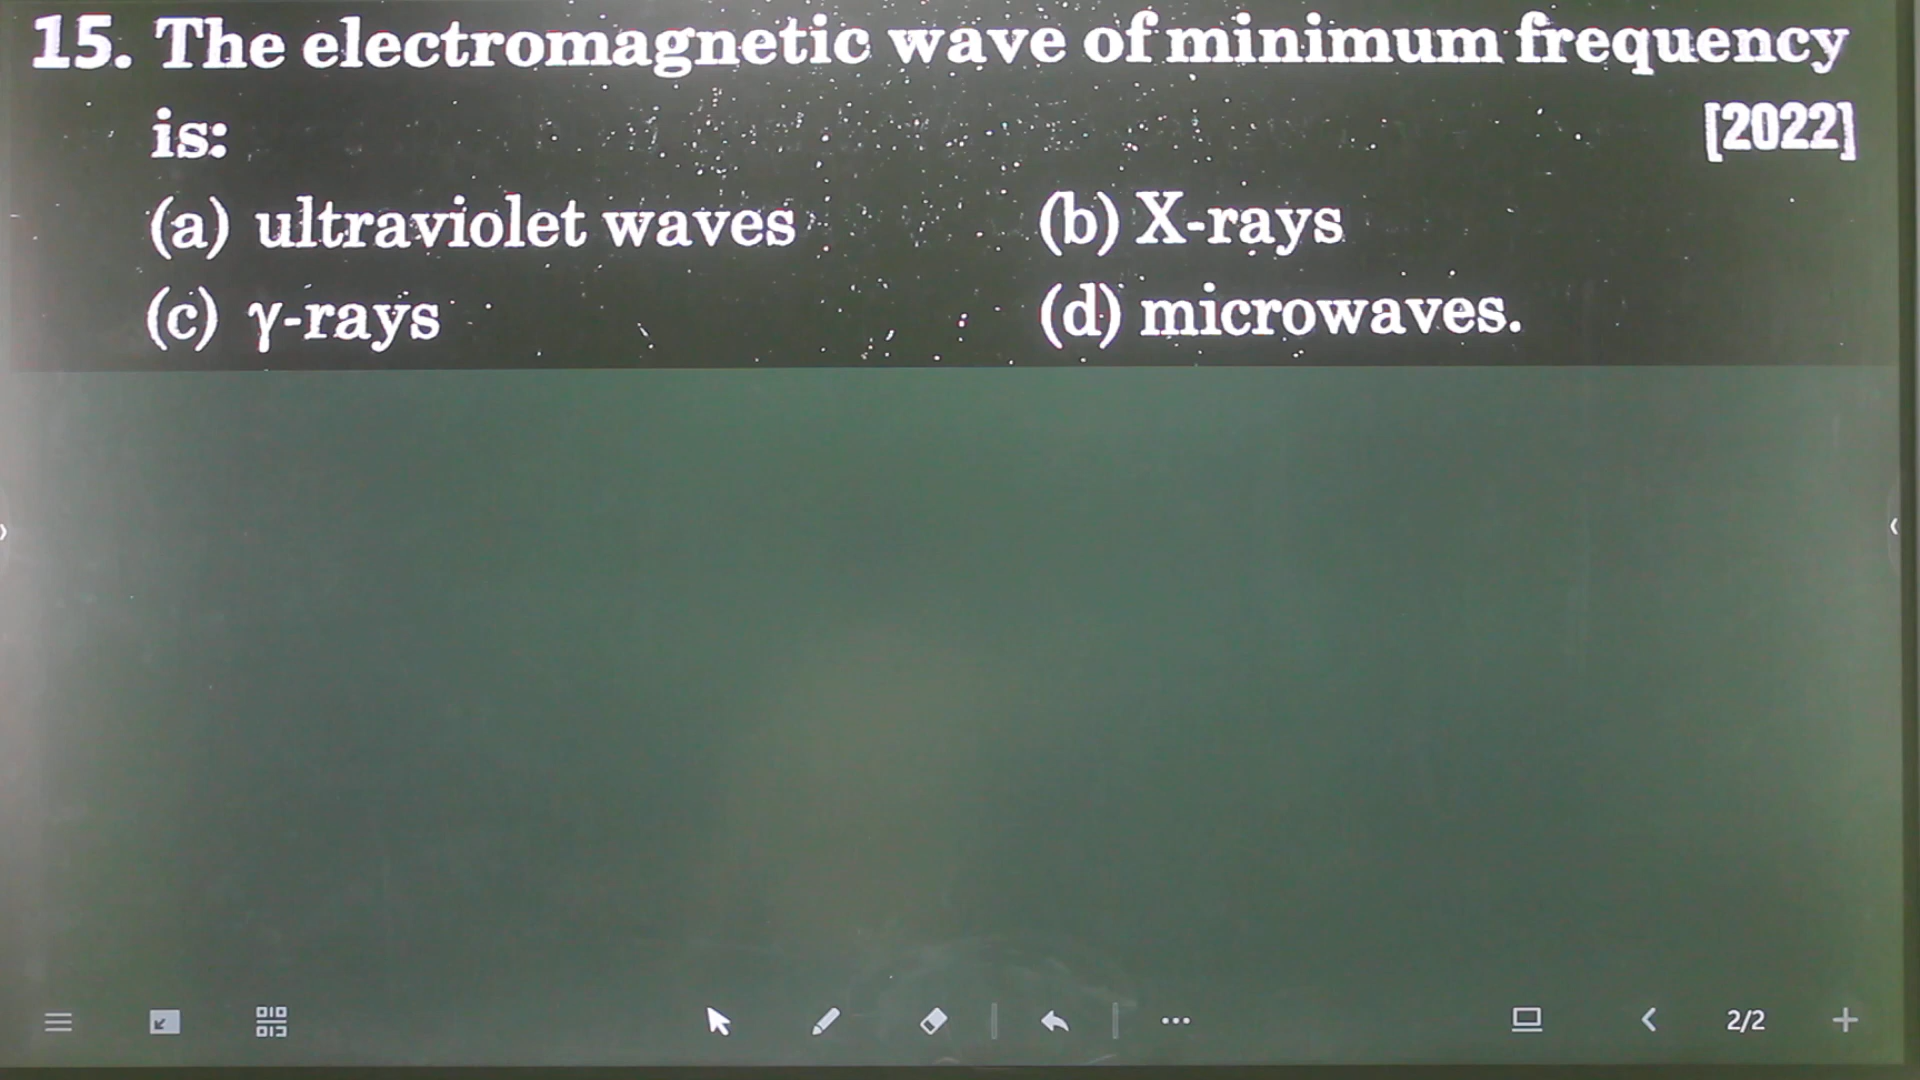 15. The electromagnetic wave of minimum frequency
is: [2022]
(a) ultraviolet waves (b) X-rays
(c) γ-rays (d) microwaves.
2/2